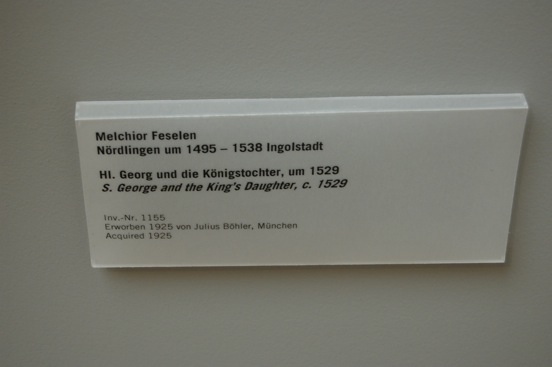 Melchior Feselen
Nördlingen um 1495 – 1538 Ingolstadt
Hl. Georg und die Königstochter, um 1529
S. George and the King's Daughter, c. 1529
Inv.-Nr. 1155
Erworben 1925 von Julius Böhler, München
Acquired 1925